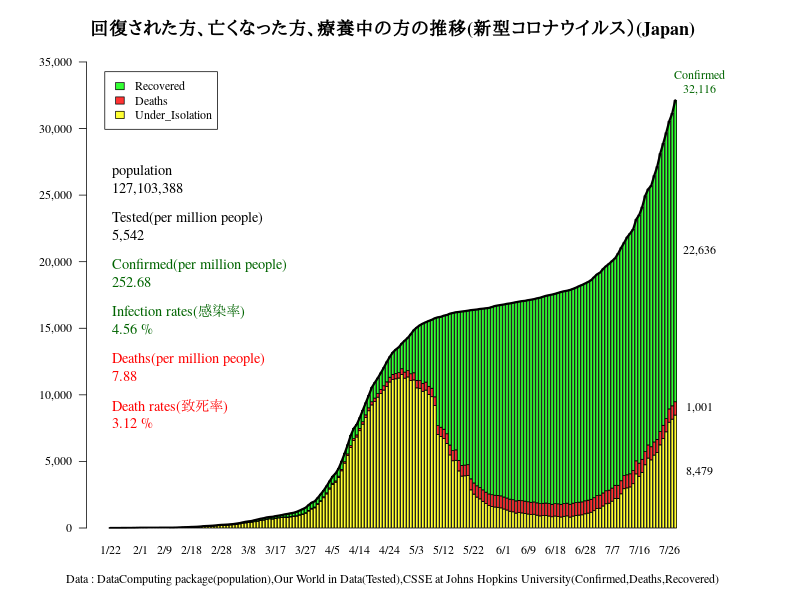 回復された方、亡くなった方、療養中の方の推移(新型コロナウイルス)(Japan)
Confirmed
32,116
35,000
30,000
25,000
20,000
15,000
10,000
5,000
0
Recovered
Deaths
Under_Isolation
population
127,103,388
Tested(per million people)
5,542
Confirmed(per million people)
252.68
Infection rates(感染率)
4.56 %
Deaths(per million people)
7.88
Death rates(致死率)
3.12 %
22,636
1,001
8,479
1/22 2/1 2/9 2/18 2/28 3/8 3/17 3/27 4/5 4/14 4/24 5/3 5/12 5/22 6/1 6/9 6/18 6/28 7/7 7/16 7/26
Data : DataComputing package(population),Our World in Data(Tested),CSSE at Johns Hopkins University(Confirmed,Deaths,Recovered)